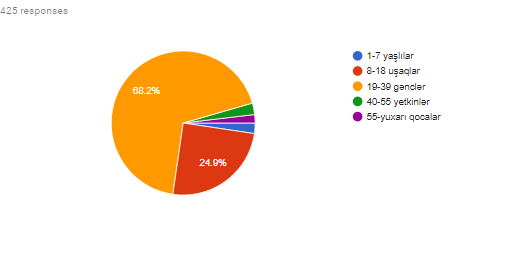 425 responses
1-7 yaşlılar
8-18 uşaqlar
19-39 gənclər
40-55 yetkinlər
55-yuxarı qocalar
68.2%
24.9%